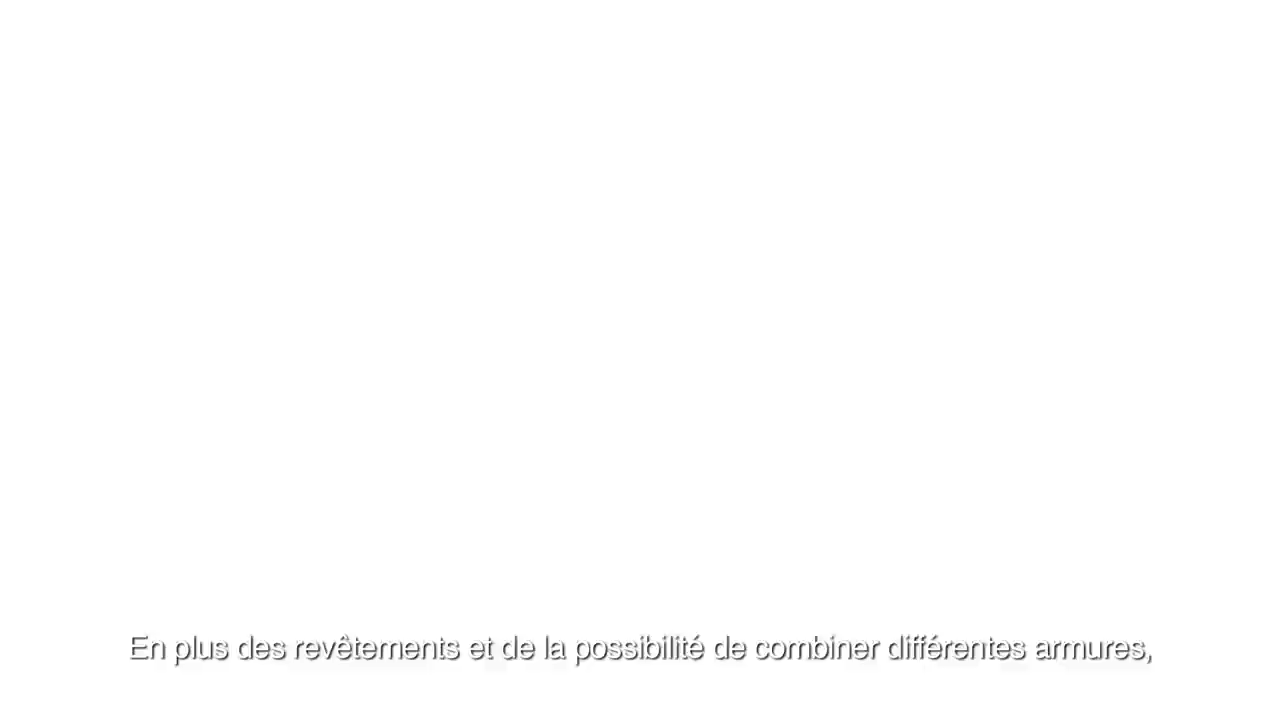 En plus des revêtements et de la possibilité de combiner différentes armures,